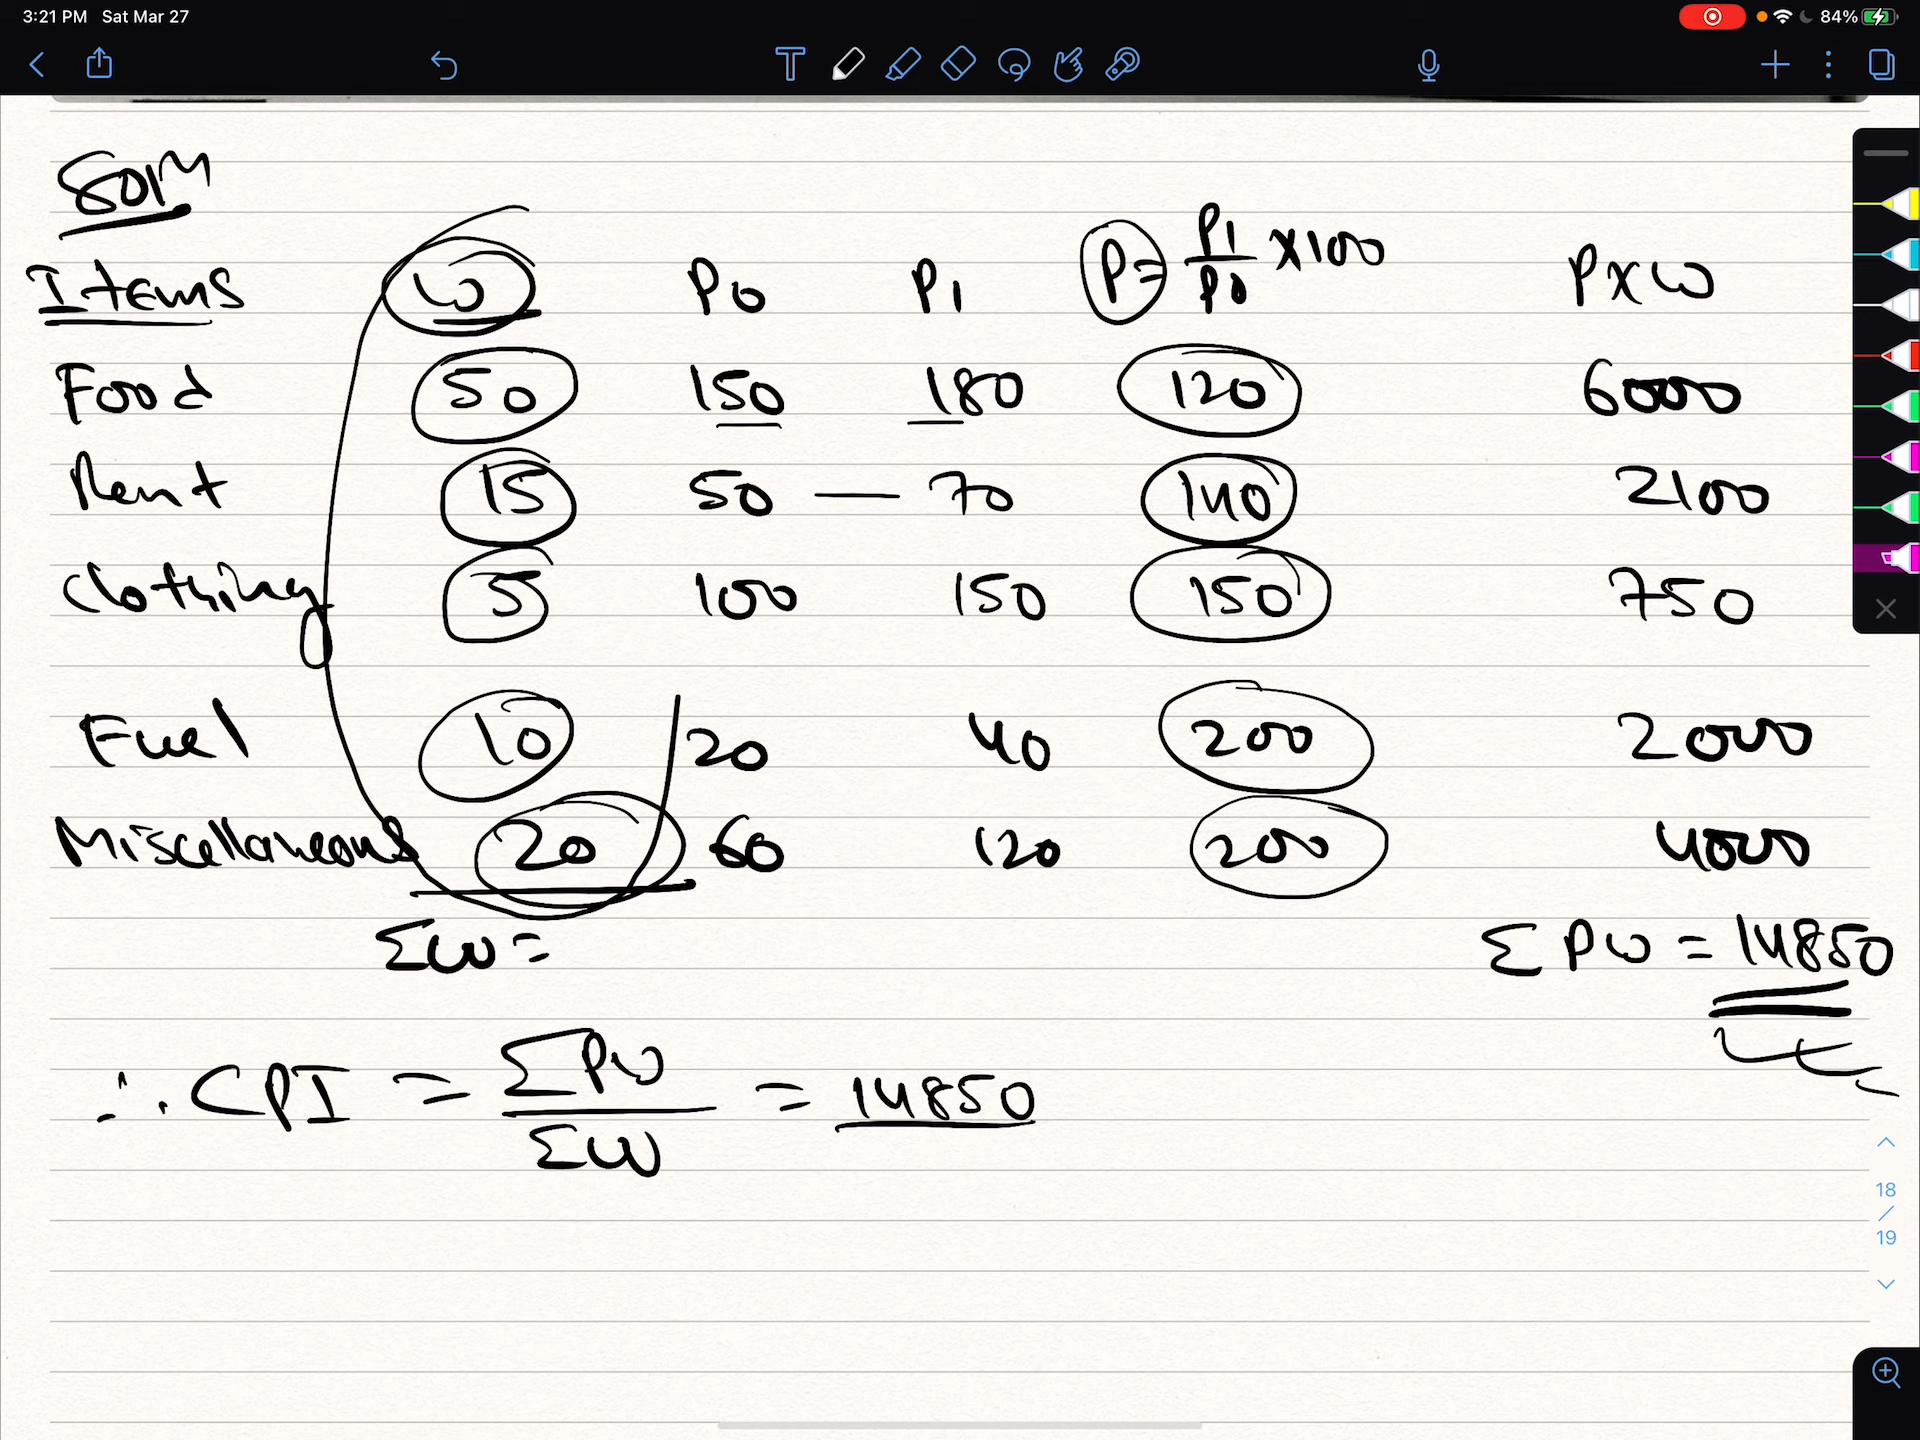 3:21 PM Sat Mar 27
84%
Soln
Items W P0 P1 P= P1/P0 x100 PxW
Food 50 150 180 120 6000
Rent 15 50 — 70 140 2100
Clothing 5 100 150 150 750
Fuel 10 20 40 200 2000
Miscellaneous 20 60 120 200 4000
ΣW = ΣPW = 14850
∴ CPI = ΣPW/ΣW = 14850
18
/
19